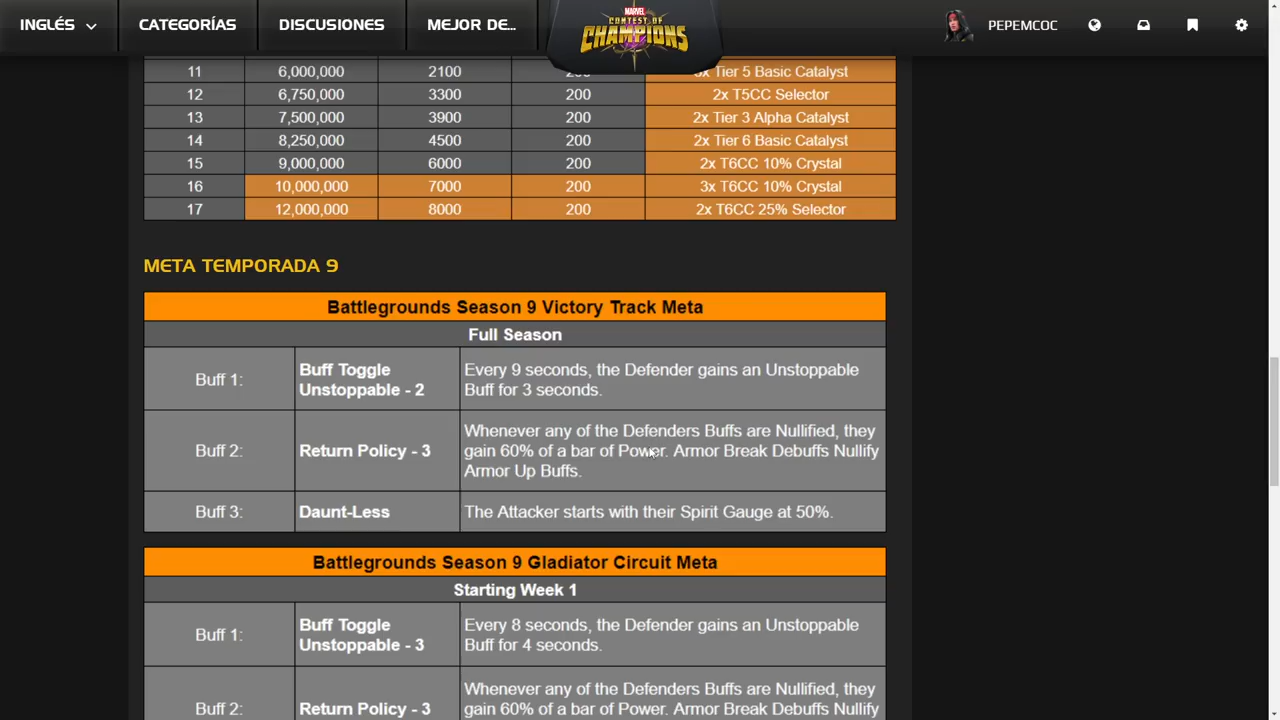 INGLÉS
CATEGORÍAS
DISCUSIONES
MEJOR DE...
MARVEL
CONTEST OF
CHAMPIONS
PEPEMCOC
11 6,000,000 2100 200 Tier 5 Basic Catalyst
12 6,750,000 3300 200 2x T5CC Selector
13 7,500,000 3900 200 2x Tier 3 Alpha Catalyst
14 8,250,000 4500 200 2x Tier 6 Basic Catalyst
15 9,000,000 6000 200 2x T6CC 10% Crystal
16 10,000,000 7000 200 3x T6CC 10% Crystal
17 12,000,000 8000 200 2x T6CC 25% Selector
META TEMPORADA 9
Battlegrounds Season 9 Victory Track Meta
Full Season
Buff 1:
Buff Toggle
Unstoppable - 2
Every 9 seconds, the Defender gains an Unstoppable
Buff for 3 seconds.
Buff 2:
Return Policy - 3
Whenever any of the Defenders Buffs are Nullified, they
gain 60% of a bar of Power. Armor Break Debuffs Nullify
Armor Up Buffs.
Buff 3:
Daunt-Less
The Attacker starts with their Spirit Gauge at 50%.
Battlegrounds Season 9 Gladiator Circuit Meta
Starting Week 1
Buff 1:
Buff Toggle
Unstoppable - 3
Every 8 seconds, the Defender gains an Unstoppable
Buff for 4 seconds.
Buff 2:
Return Policy - 3
Whenever any of the Defenders Buffs are Nullified, they
gain 60% of a bar of Power. Armor Break Debuffs Nullify